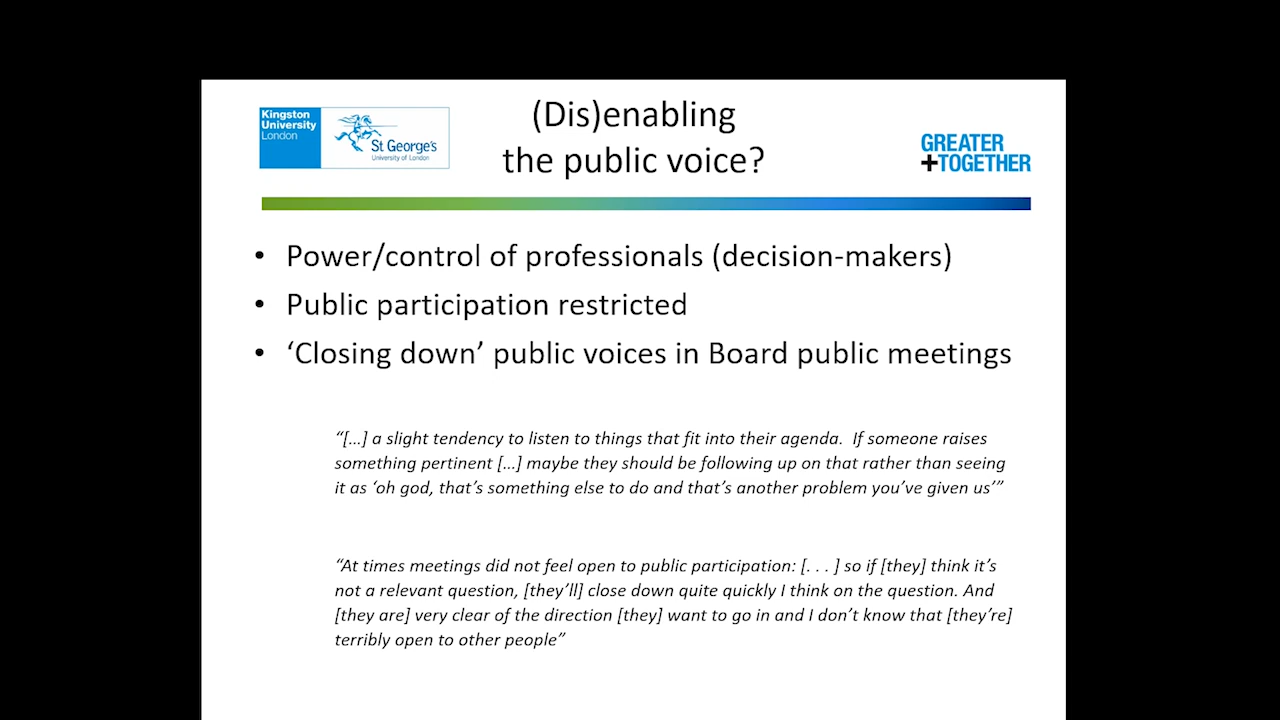 Kingston
University
London
St George's
University of London
(Dis)enabling
the public voice?
GREATER
+TOGETHER
• Power/control of professionals (decision-makers)
• Public participation restricted
• ‘Closing down’ public voices in Board public meetings
“[…] a slight tendency to listen to things that fit into their agenda.  If someone raises
something pertinent […] maybe they should be following up on that rather than seeing
it as ‘oh god, that’s something else to do and that’s another problem you’ve given us’”
“At times meetings did not feel open to public participation: [. . . ] so if [they] think it’s
not a relevant question, [they’ll] close down quite quickly I think on the question. And
[they are] very clear of the direction [they] want to go in and I don’t know that [they’re]
terribly open to other people”